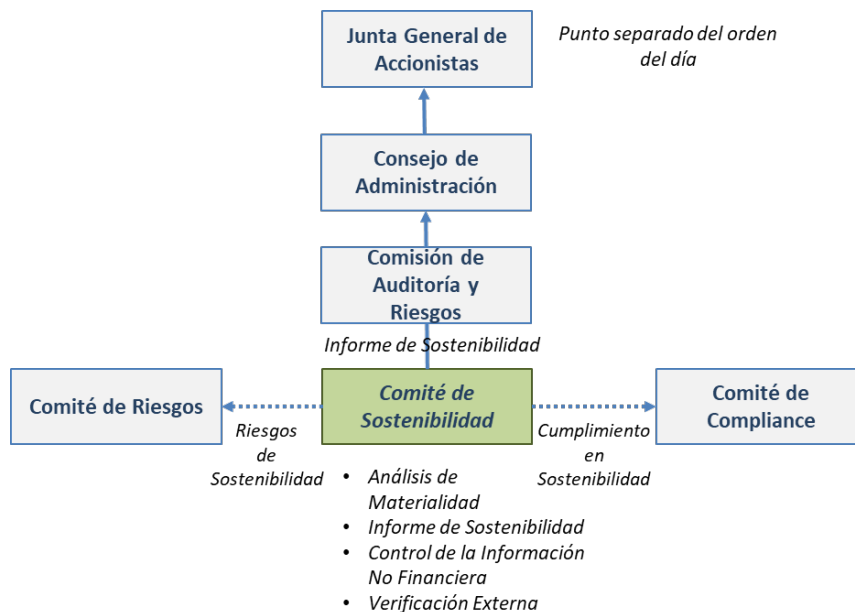 Junta General de
Accionistas
Punto separado del orden
del día
Consejo de
Administración
Comisión de
Auditoría y
Riesgos
Informe de Sostenibilidad
Comité de Riesgos
Comité de
Sostenibilidad
Comité de
Compliance
Riesgos
de
Sostenibilidad
Cumplimiento
en
Sostenibilidad
• Análisis de
Materialidad
• Informe de Sostenibilidad
• Control de la Información
No Financiera
• Verificación Externa